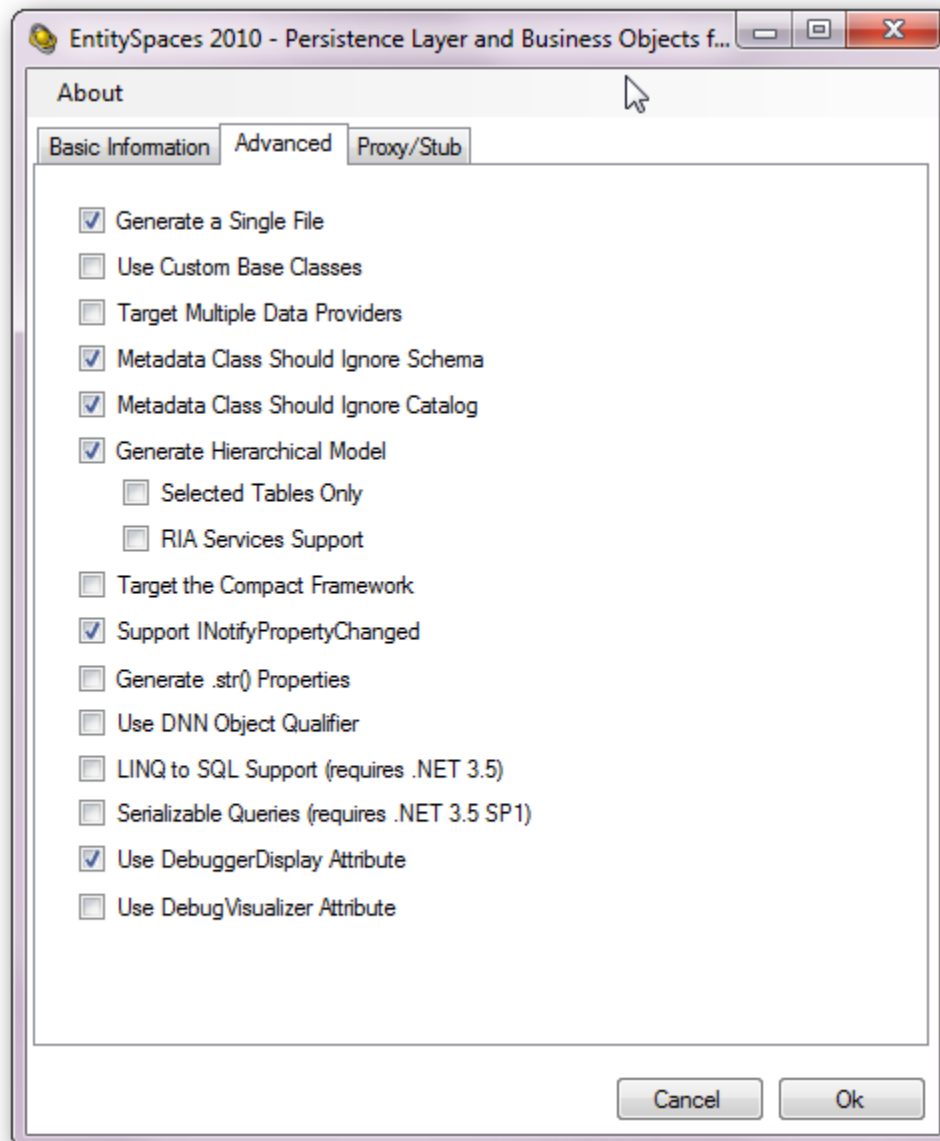 EntitySpaces 2010 - Persistence Layer and Business Objects f...
About
Basic Information Advanced Proxy/Stub
Generate a Single File
Use Custom Base Classes
Target Multiple Data Providers
Metadata Class Should Ignore Schema
Metadata Class Should Ignore Catalog
Generate Hierarchical Model
Selected Tables Only
RIA Services Support
Target the Compact Framework
Support INotifyPropertyChanged
Generate .str() Properties
Use DNN Object Qualifier
LINQ to SQL Support (requires .NET 3.5)
Serializable Queries (requires .NET 3.5 SP1)
Use DebuggerDisplay Attribute
Use DebugVisualizer Attribute
Cancel Ok